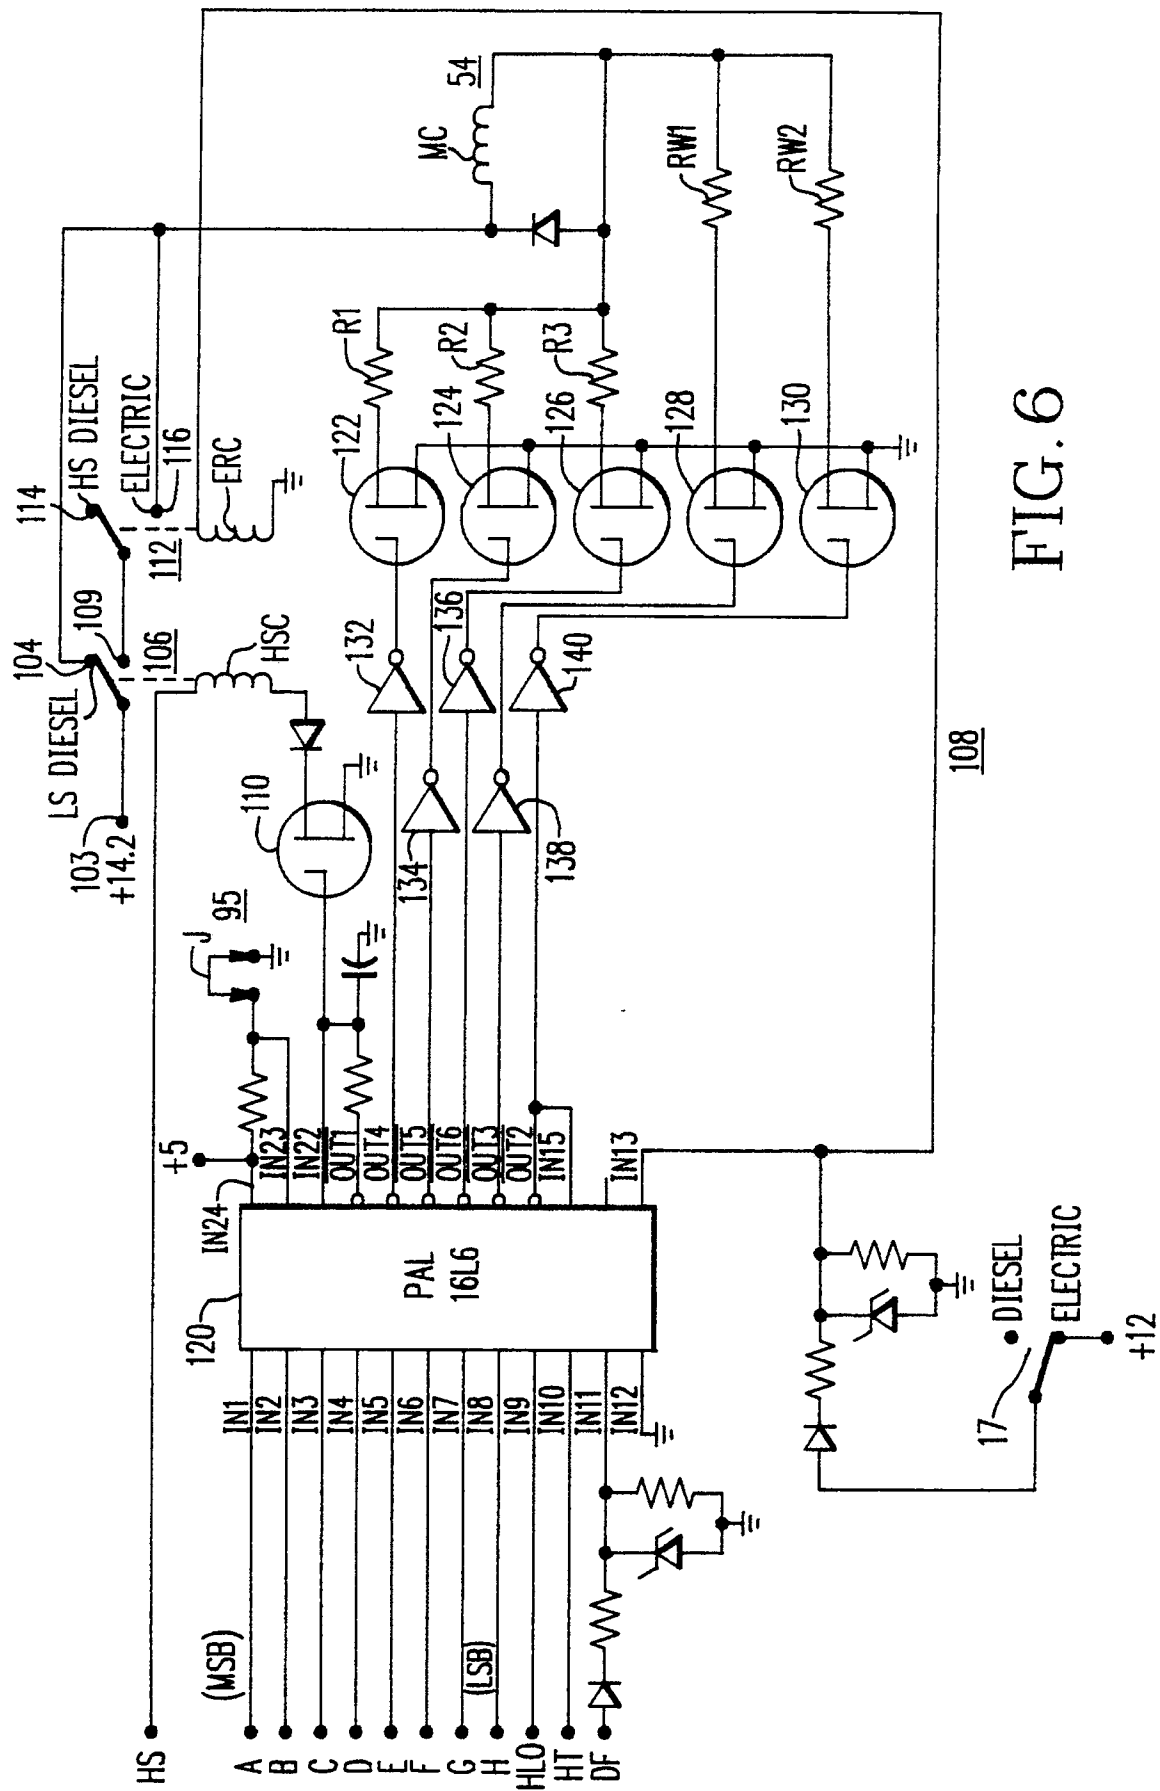 HS
(MSB)
A
B
C
D
E
F
G
(LSB)
H
HLO
HT
DF
IN1
IN2
IN3
IN4
IN5
IN6
IN7
IN8
IN9
IN10
IN11
IN12
120
PAL
16L6
+5
IN24
IN23
IN22
OUT1
OUT4
OUT5
OUT6
OUT3
OUT2
IN15
IN13
J
95
110
103
+14.2
LS DIESEL
104
109
106
HSC
114
HS DIESEL
112
ELECTRIC
116
ERC
132
134
136
138
140
122
124
126
128
130
R1
R2
R3
RW1
RW2
MC
54
108
17
DIESEL
ELECTRIC
+12
FIG. 6